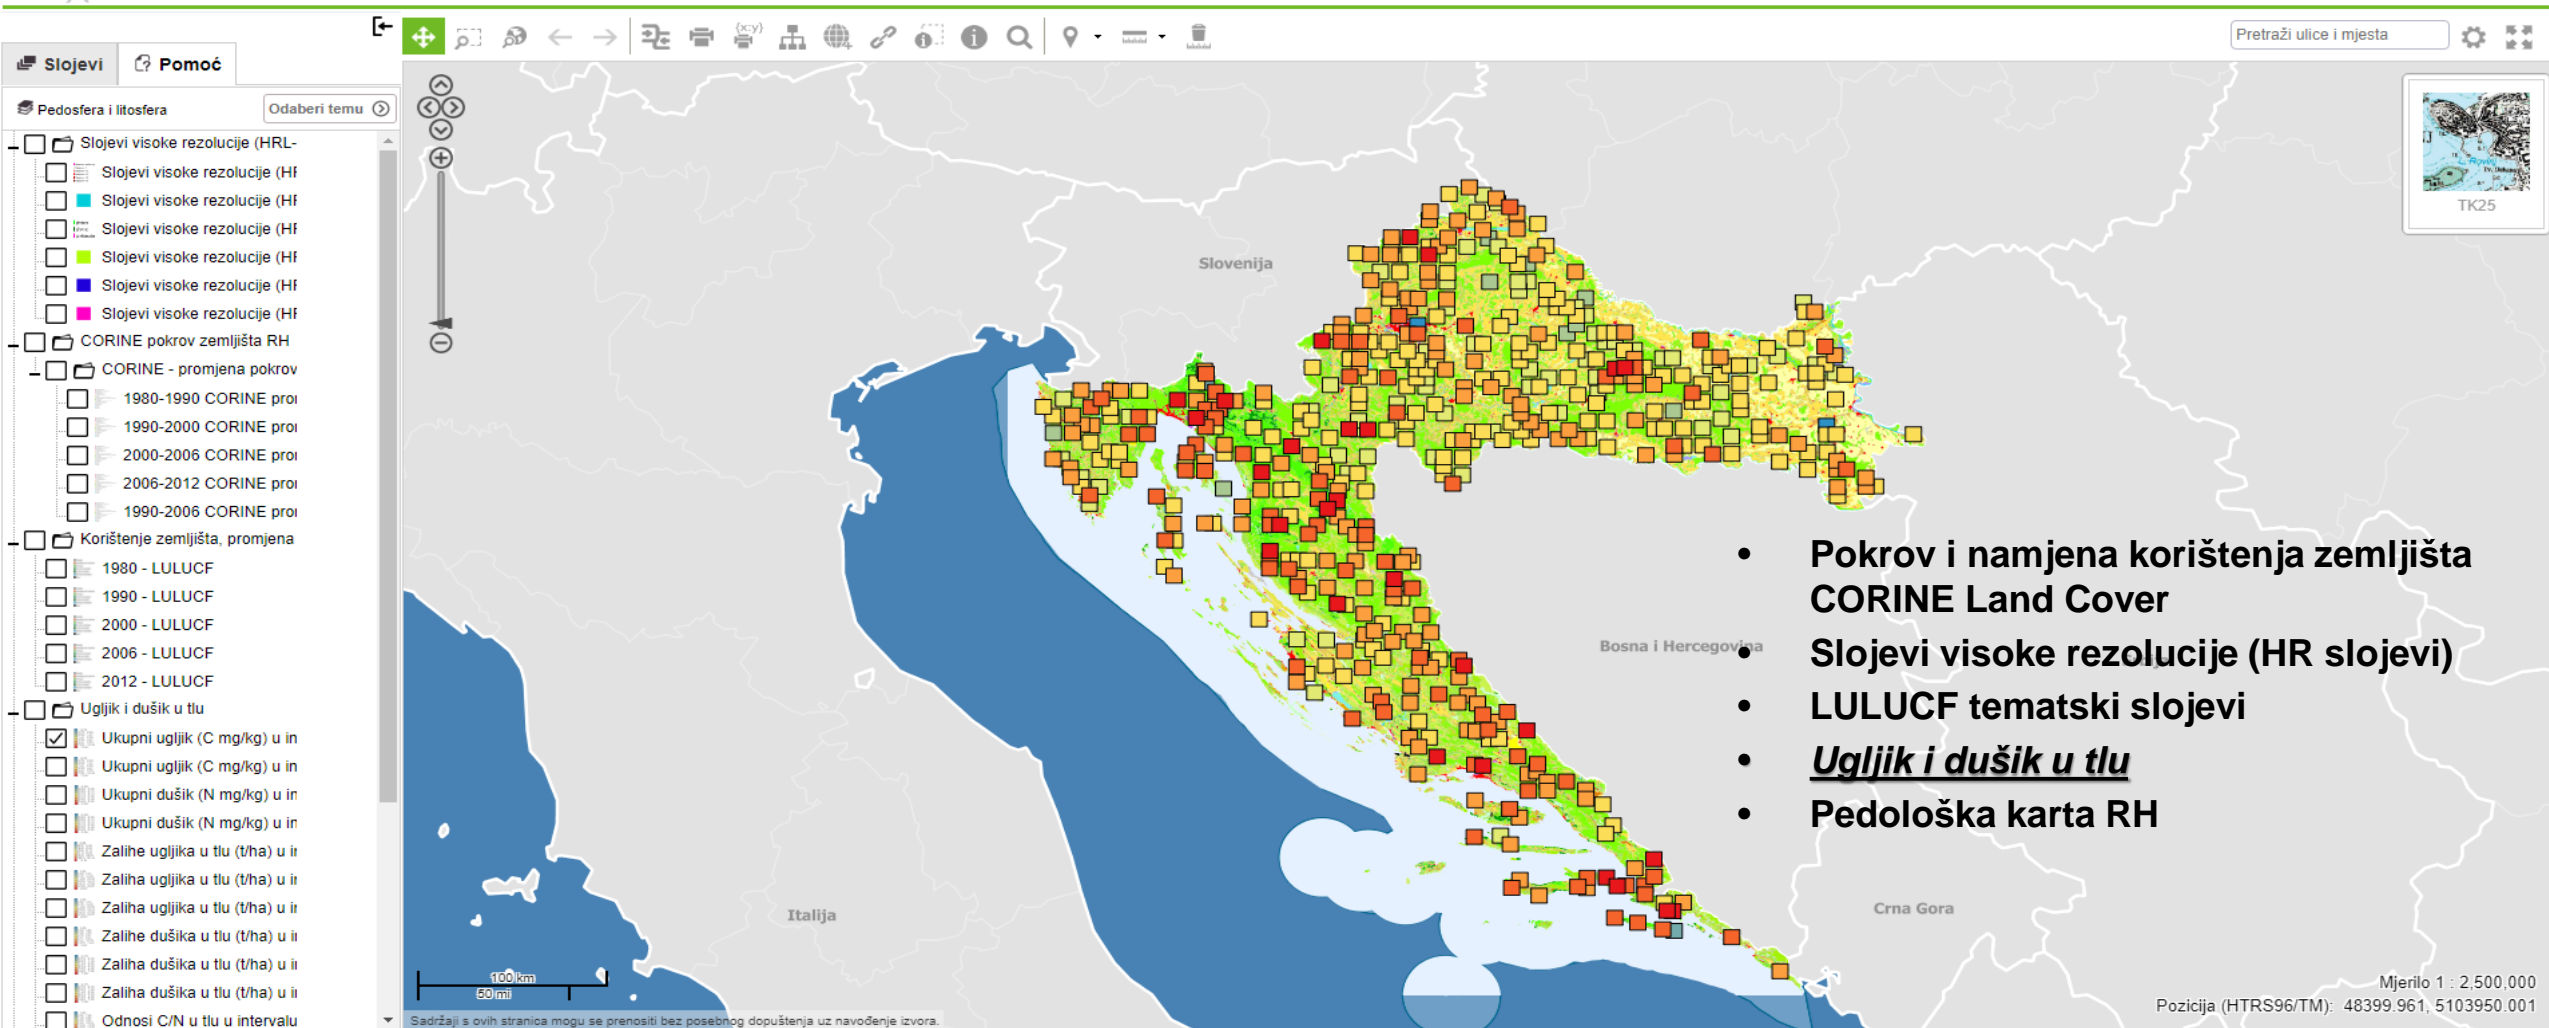 {x:y}
Pretraži ulice i mjesta
Slojevi
Pomoć
Pedosfera i litosfera
Odaberi temu
Slojevi visoke rezolucije (HRL-
Slojevi visoke rezolucije (HF
Slojevi visoke rezolucije (HF
Slojevi visoke rezolucije (HF
Slojevi visoke rezolucije (HF
Slojevi visoke rezolucije (HF
Slojevi visoke rezolucije (HF
CORINE pokrov zemljišta RH
CORINE - promjena pokrov
1980-1990 CORINE pro
1990-2000 CORINE pro
2000-2006 CORINE pro
2006-2012 CORINE pro
1990-2006 CORINE pro
Korištenje zemljišta, promjena
1980 - LULUCF
1990 - LULUCF
2000 - LULUCF
2006 - LULUCF
2012 - LULUCF
Ugljik i dušik u tlu
Ukupni ugljik (C mg/kg) u in
Ukupni ugljik (C mg/kg) u in
Ukupni dušik (N mg/kg) u in
Ukupni dušik (N mg/kg) u in
Zalihe ugljika u tlu (t/ha) u i
Zaliha ugljika u tlu (t/ha) u i
Zaliha ugljika u tlu (t/ha) u i
Zalihe dušika u tlu (t/ha) u i
Zaliha dušika u tlu (t/ha) u i
Zaliha dušika u tlu (t/ha) u i
Odnosi C/N u tlu u intervalu
TK25
Slovenija
Bosna i Hercegovina
Italija
Crna Gora
• Pokrov i namjena korištenja zemljišta
CORINE Land Cover
• Slojevi visoke rezolucije (HR slojevi)
• LULUCF tematski slojevi
• Ugljik i dušik u tlu
• Pedološka karta RH
100 km
50 mi
Sadržaji s ovih stranica mogu se prenositi bez posebnog dopuštenja uz navođenje izvora.
Mjerilo 1 : 2,500,000
Pozicija (HTRS96/TM): 48399.961, 5103950.001